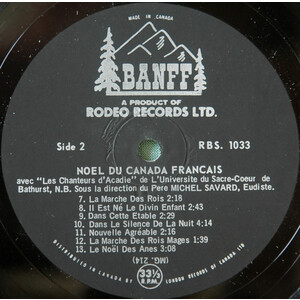 MADE IN CANADA
BANFF
A PRODUCT OF
RODEO RECORDS LTD.
Side 2
RBS. 1033
NOEL DU CANADA FRANCAIS
avec "Les Chanteurs d'Acadie" de L'Université du Sacre-Coeur de
Bathurst, N.B. Sous la direction du Pere MICHEL SAVARD, Eudiste.
7. La Marche Des Rois 2:18
8. Il Est Né Le Divin Enfant 2:43
9. Dans Cette Etable 2:51
10. Dans Le Silence De La Nuit 4:14
11. Nouvelle Agréable 2:16
12. La Marche Des Rois Mages 1:39
13. Le Noël Des Anes 3:08
(MG. 214)
33⅓
R.P.M.
DISTRIBUTED IN CANADA BY LONDON RECORDS OF CANADA LTD.